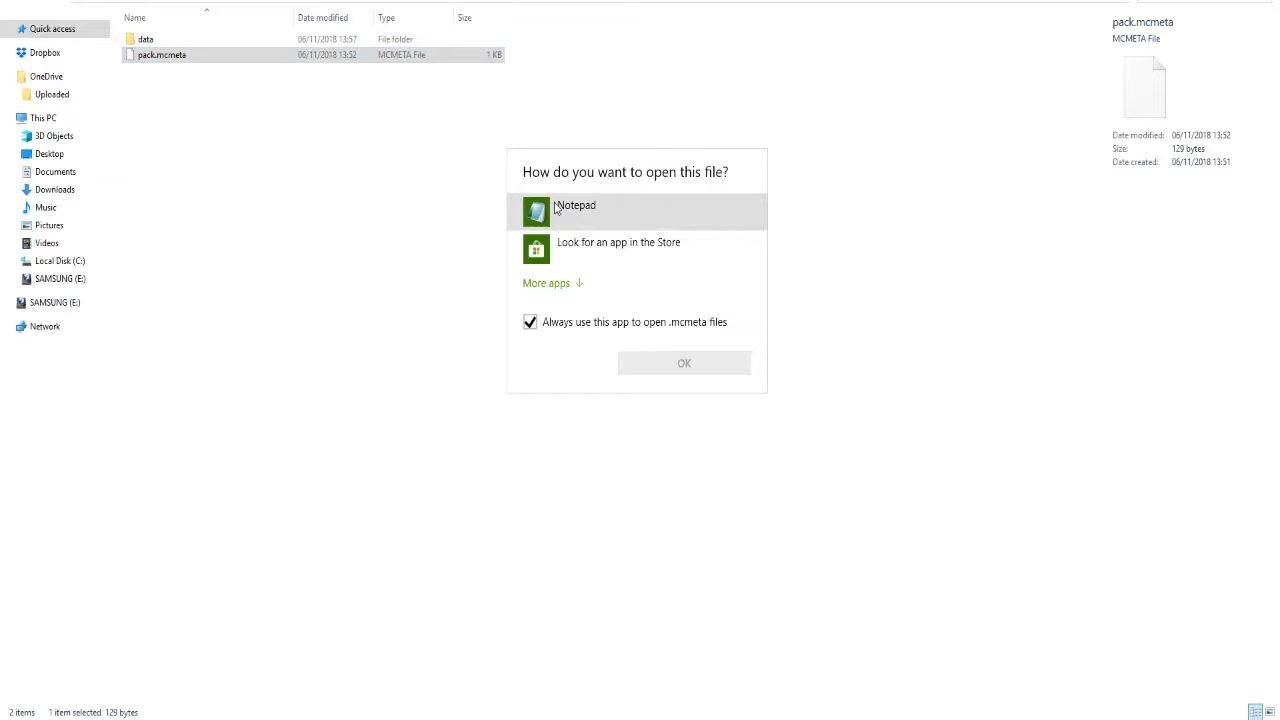 Name Date modified Type Size
data 06/11/2018 13:57 File folder
pack.mcmeta 06/11/2018 13:52 MCMETA File 1 KB
Quick access
Dropbox
OneDrive
Uploaded
This PC
3D Objects
Desktop
Documents
Downloads
Music
Pictures
Videos
Local Disk (C:)
SAMSUNG (E:)
SAMSUNG (E:)
Network
How do you want to open this file?
Notepad
Look for an app in the Store
More apps
Always use this app to open .mcmeta files
OK
pack.mcmeta
MCMETA File
Date modified: 06/11/2018 13:52
Size: 129 bytes
Date created: 06/11/2018 13:51
2 items 1 item selected 129 bytes